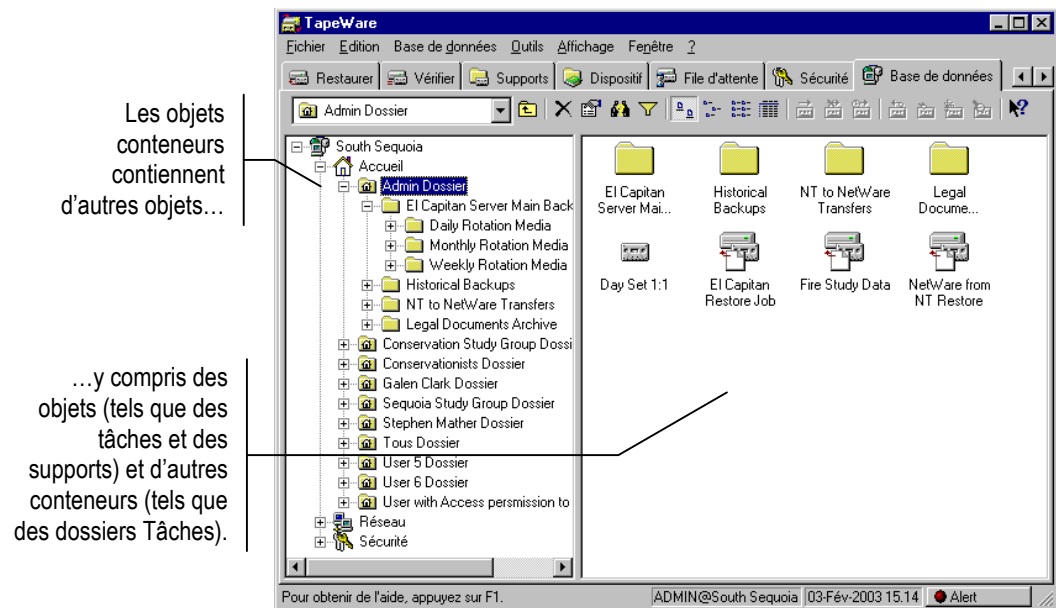 TapeWare
Fichier Edition Base de données Outils Affichage Fenêtre ?
Restaurer Vérifier Supports Dispositif File d'attente Sécurité Base de données
Admin Dossier
Les objets
conteneurs
contiennent
d'autres objets…
South Sequoia
Accueil
Admin Dossier
El Capitan Server Main Back
Daily Rotation Media
Monthly Rotation Media
Weekly Rotation Media
Historical Backups
NT to NetWare Transfers
Legal Documents Archive
Conservation Study Group Dossi
Conservationists Dossier
Galen Clark Dossier
Sequoia Study Group Dossier
Stephen Mather Dossier
Tous Dossier
User 5 Dossier
User 6 Dossier
User with Access persmission to
Réseau
Sécurité
El Capitan
Server Mai...
Historical
Backups
NT to NetWare
Transfers
Legal
Docume...
Day Set 1:1
El Capitan
Restore Job
Fire Study Data
NetWare from
NT Restore
…y compris des
objets (tels que des
tâches et des
supports) et d'autres
conteneurs (tels que
des dossiers Tâches).
Pour obtenir de l'aide, appuyez sur F1.
ADMIN@South Sequoia 03-Fév-2003 15.14 Alert